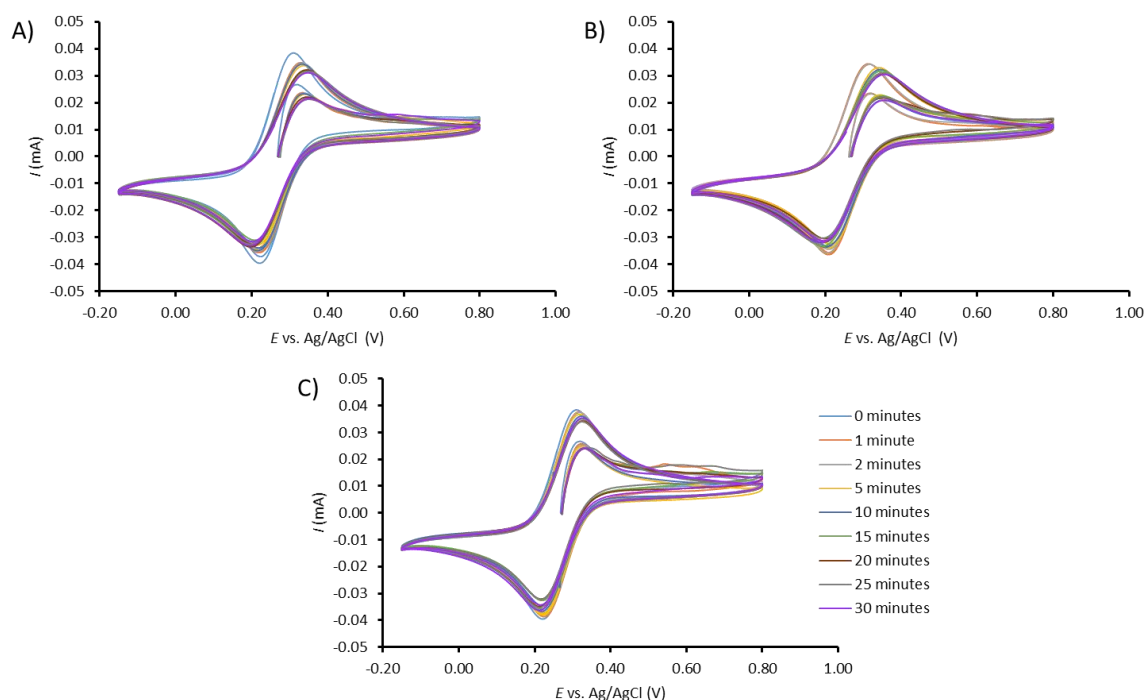 A)
0.05
0.04
0.03
0.02
0.01
0.00
-0.01
-0.02
-0.03
-0.04
-0.05
I (mA)
-0.20 0.00 0.20 0.40 0.60 0.80 1.00
E vs. Ag/AgCl (V)
B)
0.05
0.04
0.03
0.02
0.01
0.00
-0.01
-0.02
-0.03
-0.04
-0.05
I (mA)
-0.20 0.00 0.20 0.40 0.60 0.80 1.00
E vs. Ag/AgCl (V)
C)
0.05
0.04
0.03
0.02
0.01
0.00
-0.01
-0.02
-0.03
-0.04
-0.05
I (mA)
-0.20 0.00 0.20 0.40 0.60 0.80 1.00
E vs. Ag/AgCl (V)
0 minutes
1 minute
2 minutes
5 minutes
10 minutes
15 minutes
20 minutes
25 minutes
30 minutes